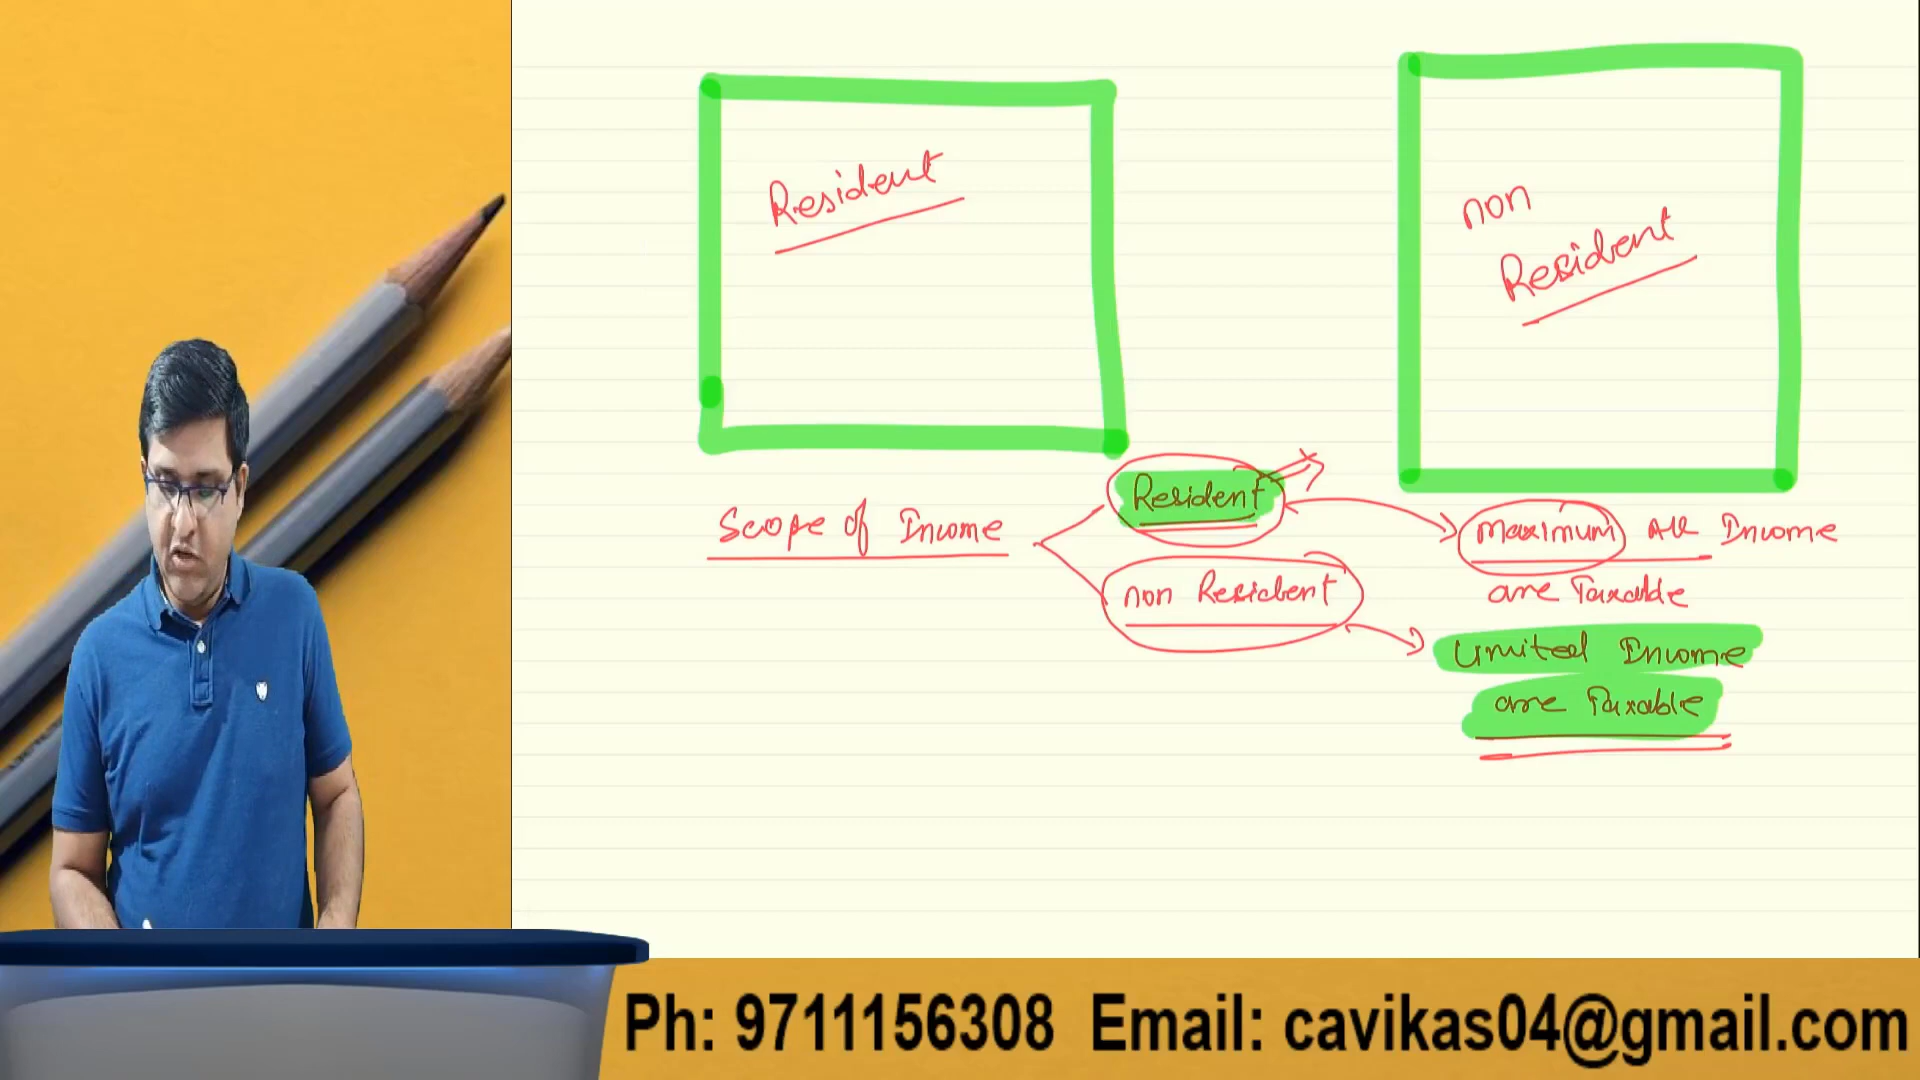 Resident
non
Resident
Scope of Income
Resident
maximum All Income
are Taxable
non Resident
Limited Income
are Taxable
Ph: 9711156308 Email: cavikas04@gmail.com